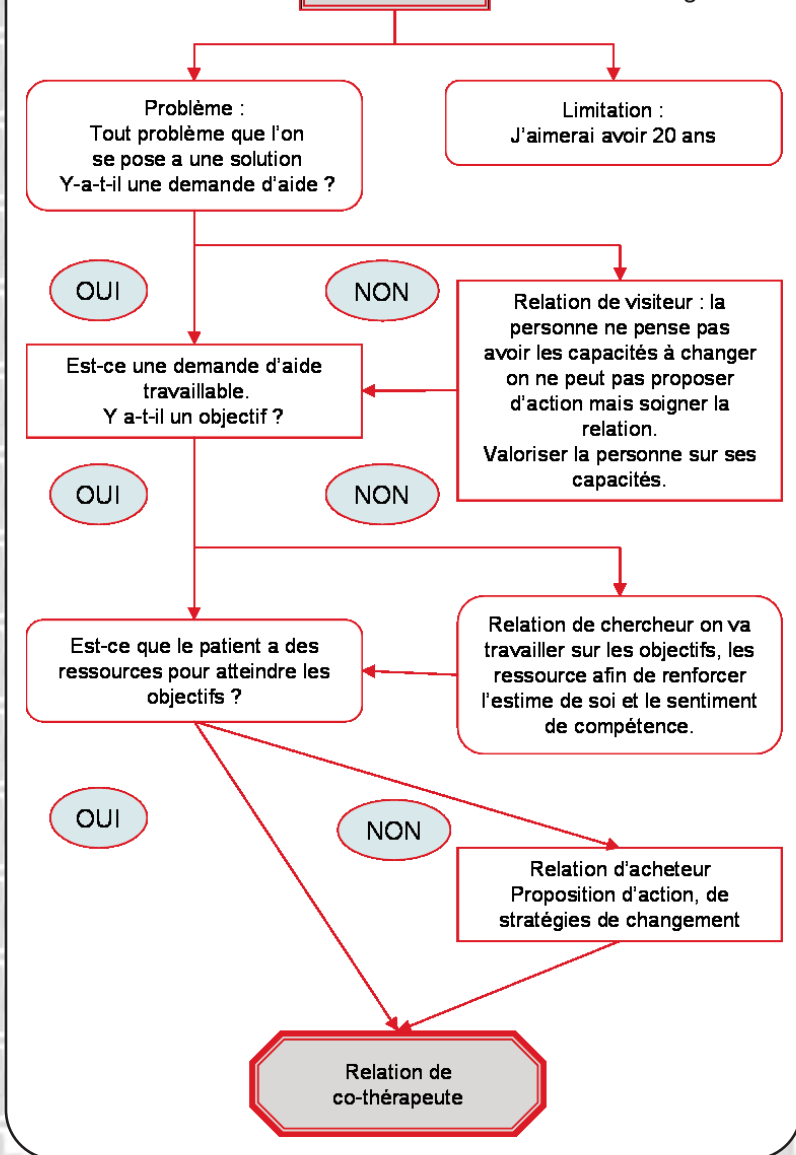 Problème :
Tout problème que l'on
se pose a une solution
Y-a-t-il une demande d'aide ?
Limitation :
J'aimerai avoir 20 ans
OUI
NON
Relation de visiteur : la
personne ne pense pas
avoir les capacités à changer
on ne peut pas proposer
d'action mais soigner la
relation.
Valoriser la personne sur ses
capacités.
Est-ce une demande d'aide
travaillable.
Y a-t-il un objectif ?
OUI
NON
Est-ce que le patient a des
ressources pour atteindre les
objectifs ?
Relation de chercheur on va
travailler sur les objectifs, les
ressource afin de renforcer
l'estime de soi et le sentiment
de compétence.
OUI
NON
Relation d'acheteur
Proposition d'action, de
stratégies de changement
Relation de
co-thérapeute